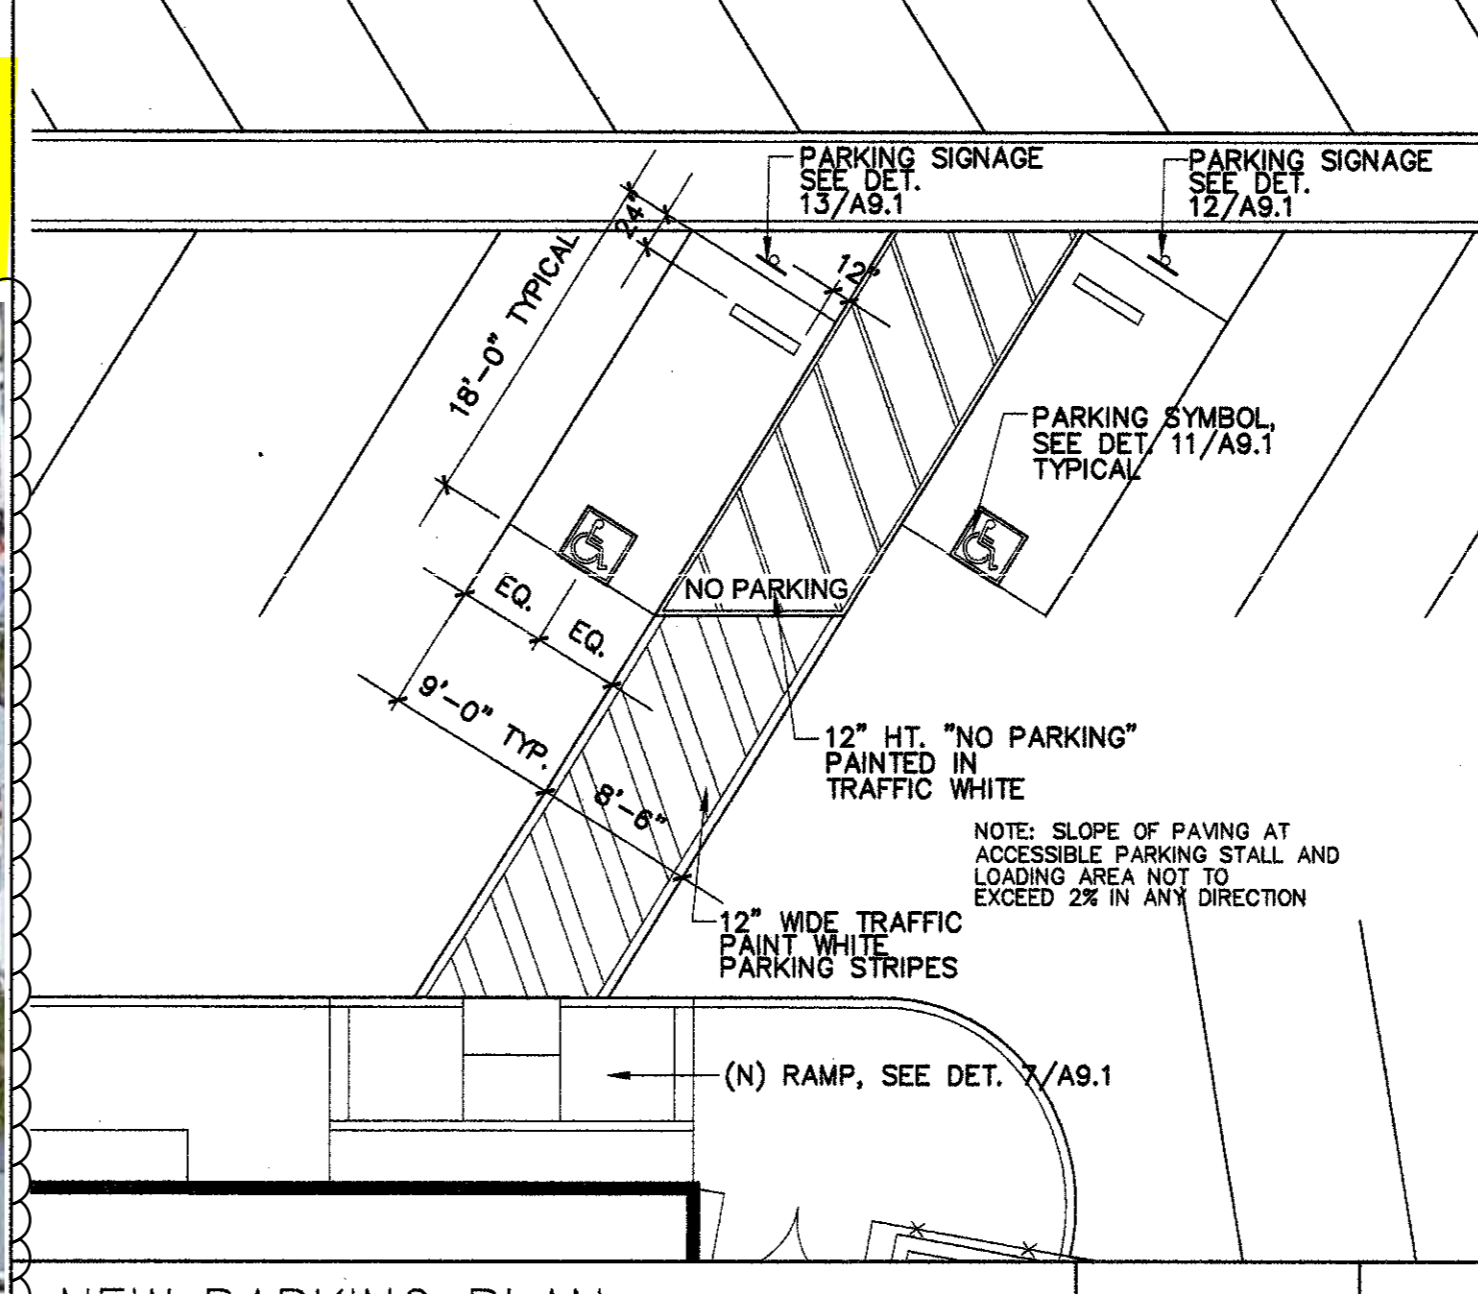 PARKING SIGNAGE
SEE DET.
13/A9.1
PARKING SIGNAGE
SEE DET.
12/A9.1
24"
12"
18'-0" TYPICAL
PARKING SYMBOL,
SEE DET. 11/A9.1
TYPICAL
NO PARKING
EQ.
EQ.
9'-0" TYP.
8'-6"
12" HT. "NO PARKING"
PAINTED IN
TRAFFIC WHITE
NOTE: SLOPE OF PAVING AT
ACCESSIBLE PARKING STALL AND
LOADING AREA NOT TO
EXCEED 2% IN ANY DIRECTION
12" WIDE TRAFFIC
PAINT WHITE
PARKING STRIPES
(N) RAMP, SEE DET. 7/A9.1
NEW PARKING PLAN